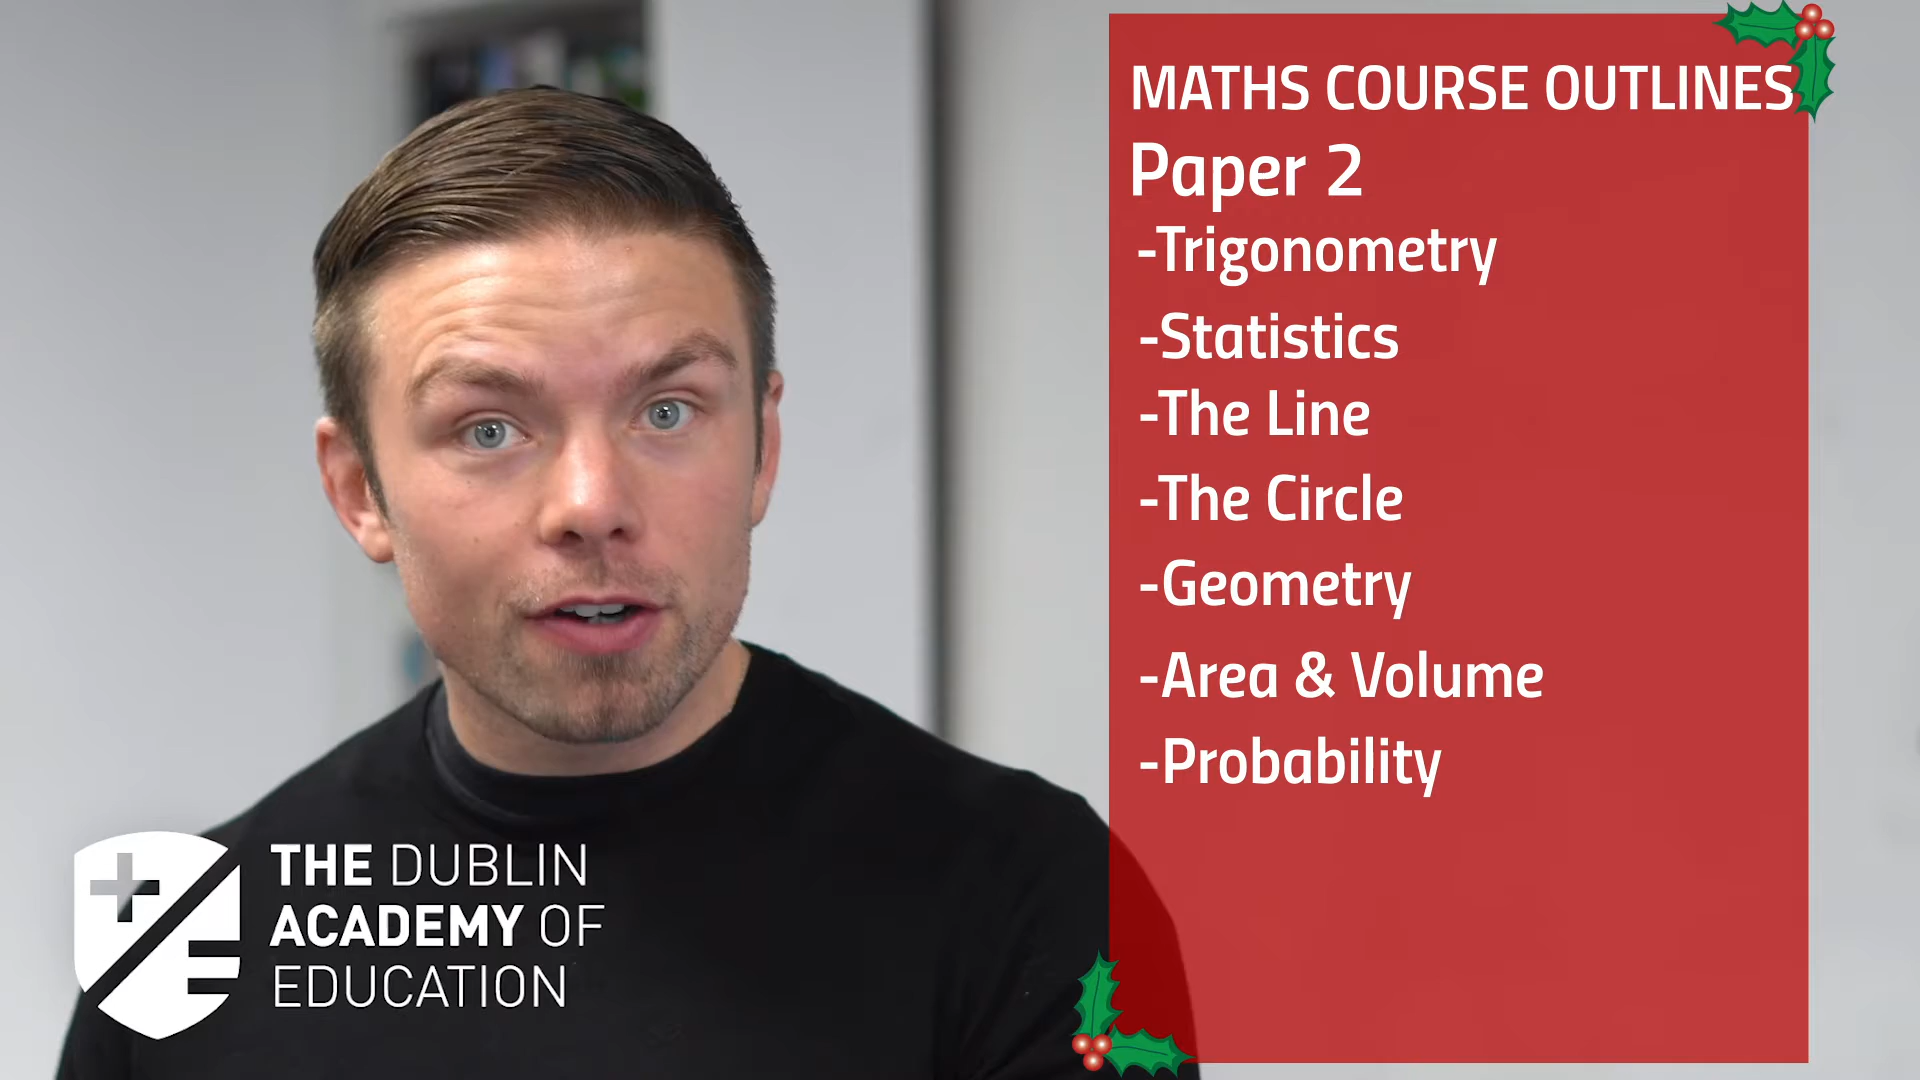 MATHS COURSE OUTLINES
Paper 2
-Trigonometry
-Statistics
-The Line
-The Circle
-Geometry
-Area & Volume
-Probability
THE DUBLIN
ACADEMY OF
EDUCATION